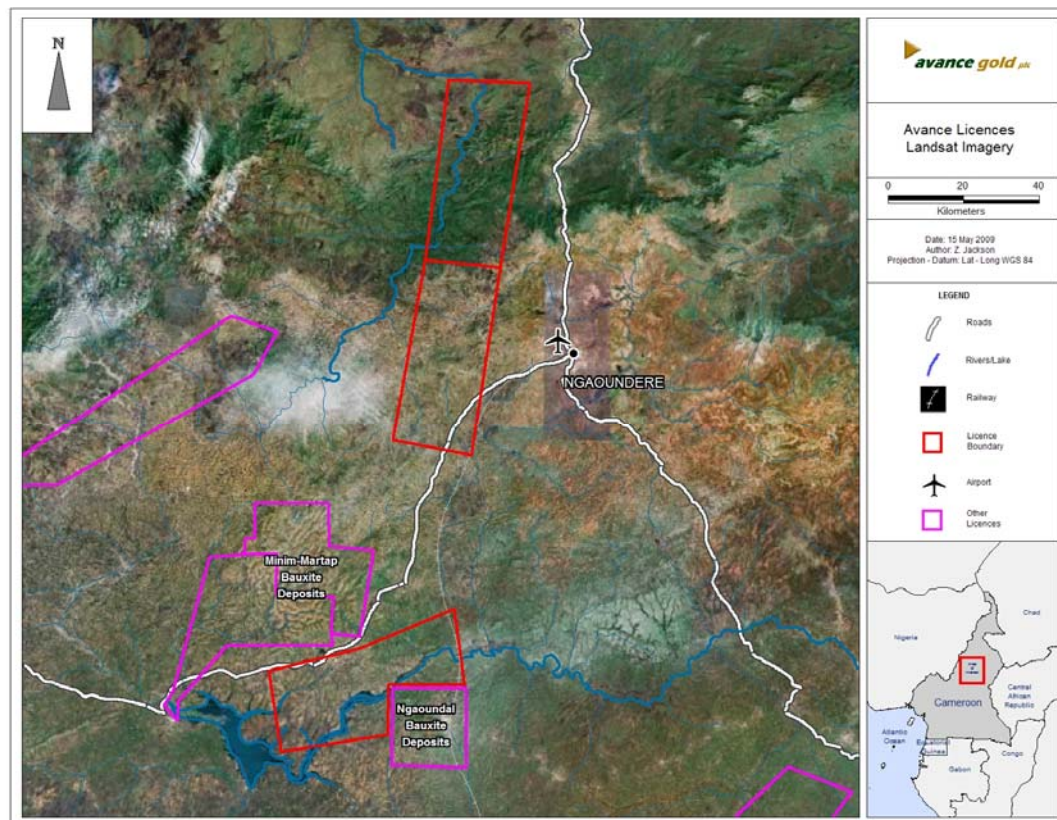 N
NGAOUNDERE
Minim-Martap
Bauxite
Deposits
Ngaoundal
Bauxite
Deposits
avance gold plc
Avance Licences
Landsat Imagery
0 20 40
Kilometers
Date: 15 May 2009
Author: Z. Jackson
Projection - Datum: Lat - Long WGS 84
LEGEND
Roads
Rivers/Lake
Railway
Licence
Boundary
Airport
Other
Licences
Chad
Nigeria
Central
African
Republic
Cameroon
Atlantic
Ocean
Equatorial
Guinea
Congo
Gabon